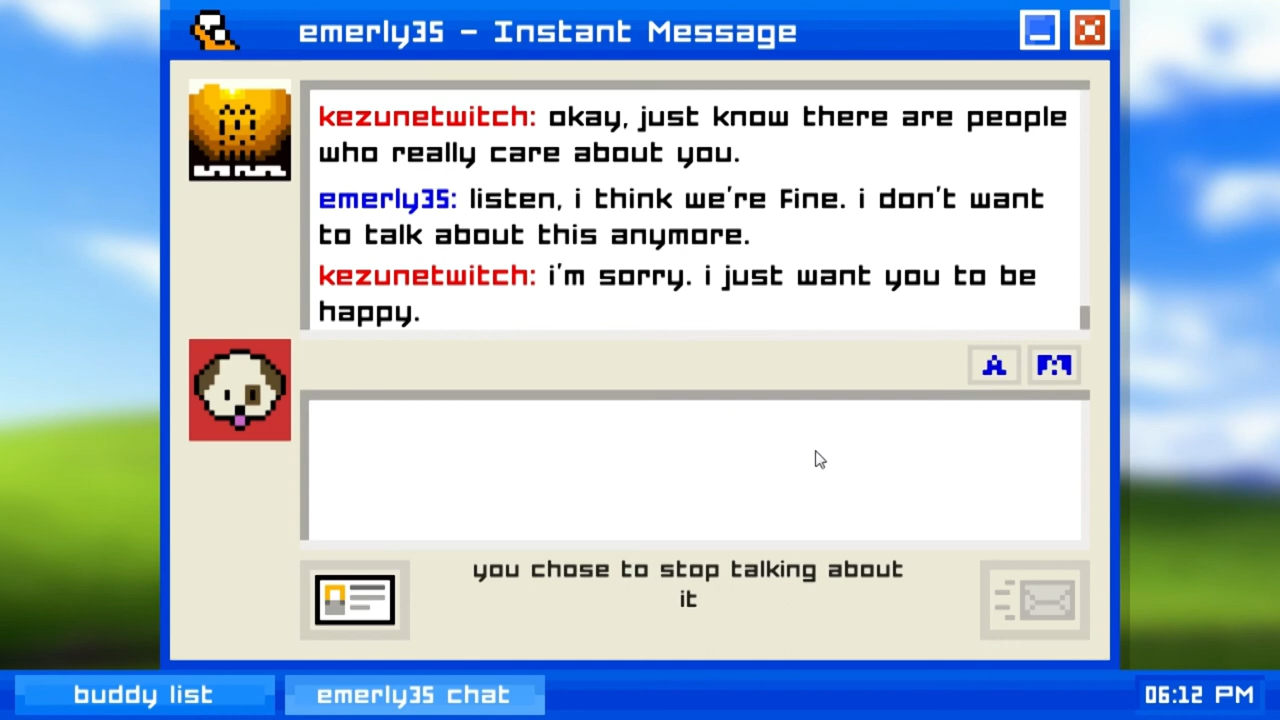 emerly35 - Instant Message
kezunetwitch: okay, just know there are people
who really care about you.
emerly35: listen, i think we're fine. i don't want
to talk about this anymore.
kezunetwitch: i'm sorry. i just want you to be
happy.
A
you chose to stop talking about
it
buddy list
emerly35 chat
06:12 PM